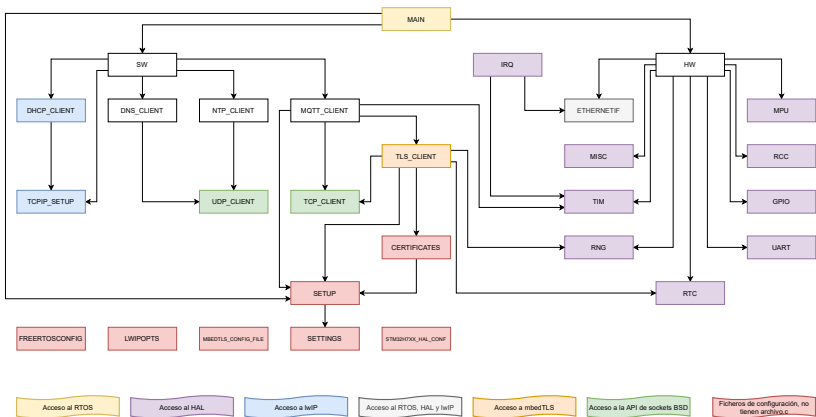 MAIN
SW
IRQ
HW
DHCP_CLIENT
DNS_CLIENT
NTP_CLIENT
MQTT_CLIENT
ETHERNETIF
MPU
TLS_CLIENT
MISC
RCC
TCPIP_SETUP
UDP_CLIENT
TCP_CLIENT
TIM
GPIO
CERTIFICATES
RNG
UART
SETUP
RTC
FREERTOSCONFIG
LWIPOPTS
MBEDTLS_CONFIG_FILE
SETTINGS
STM32H7XX_HAL_CONF
Acceso al RTOS
Acceso al HAL
Acceso a lwIP
Acceso al RTOS, HAL y lwIP
Acceso a mbedTLS
Acceso a la API de sockets BSD
Ficheros de configuración, no
tienen archivo.c